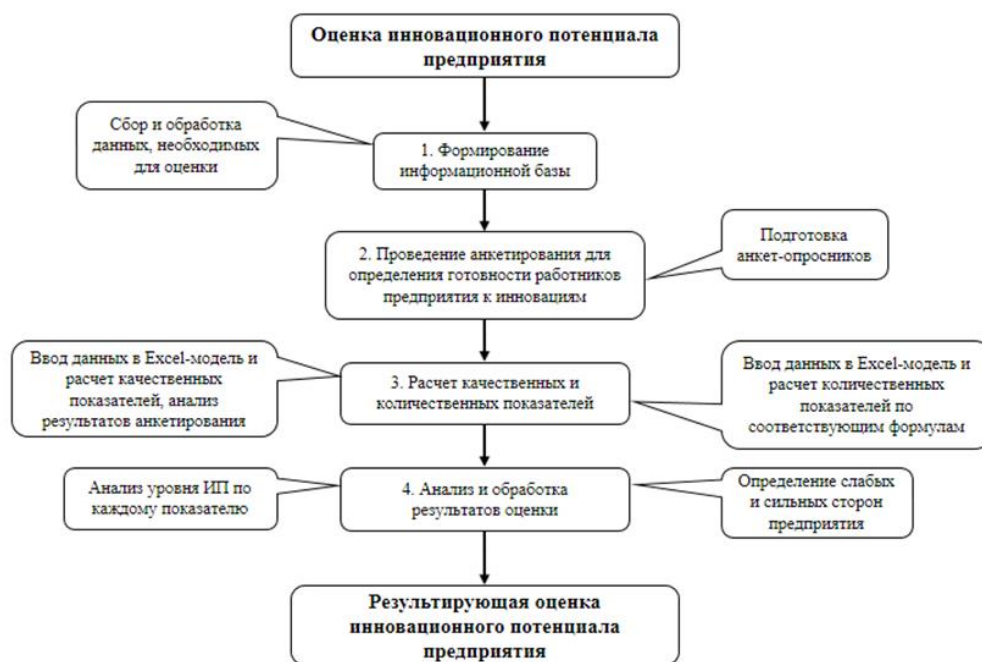 Оценка инновационного потенциала
предприятия
Сбор и обработка
данных, необходимых
для оценки
1. Формирование
информационной базы
2. Проведение анкетирования для
определения готовности работников
предприятия к инновациям
Подготовка
анкет-опросников
Ввод данных в Excel-модель и
расчет качественных
показателей, анализ
результатов анкетирования
3. Расчет качественных и
количественных показателей
Ввод данных в Excel-модель и
расчет количественных
показателей по
соответствующим формулам
Анализ уровня ИП по
каждому показателю
4. Анализ и обработка
результатов оценки
Определение слабых
и сильных сторон
предприятия
Результирующая оценка
инновационного потенциала
предприятия